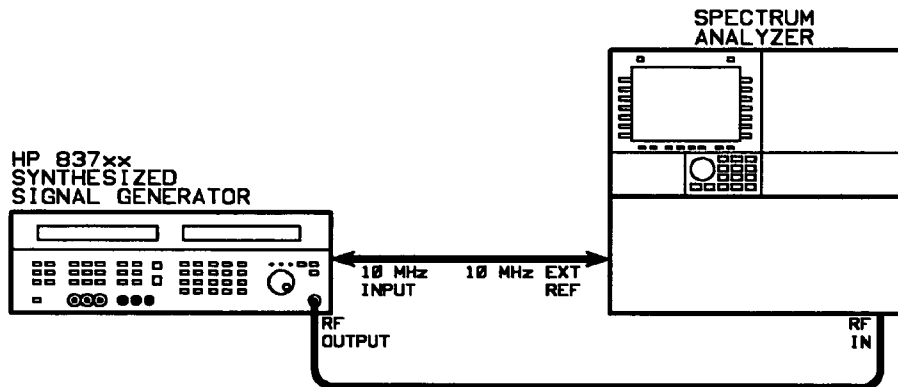 SPECTRUM
ANALYZER
HP 837xx
SYNTHESIZED
SIGNAL GENERATOR
10 MHz
INPUT
10 MHz EXT
REF
RF
OUTPUT
RF
IN